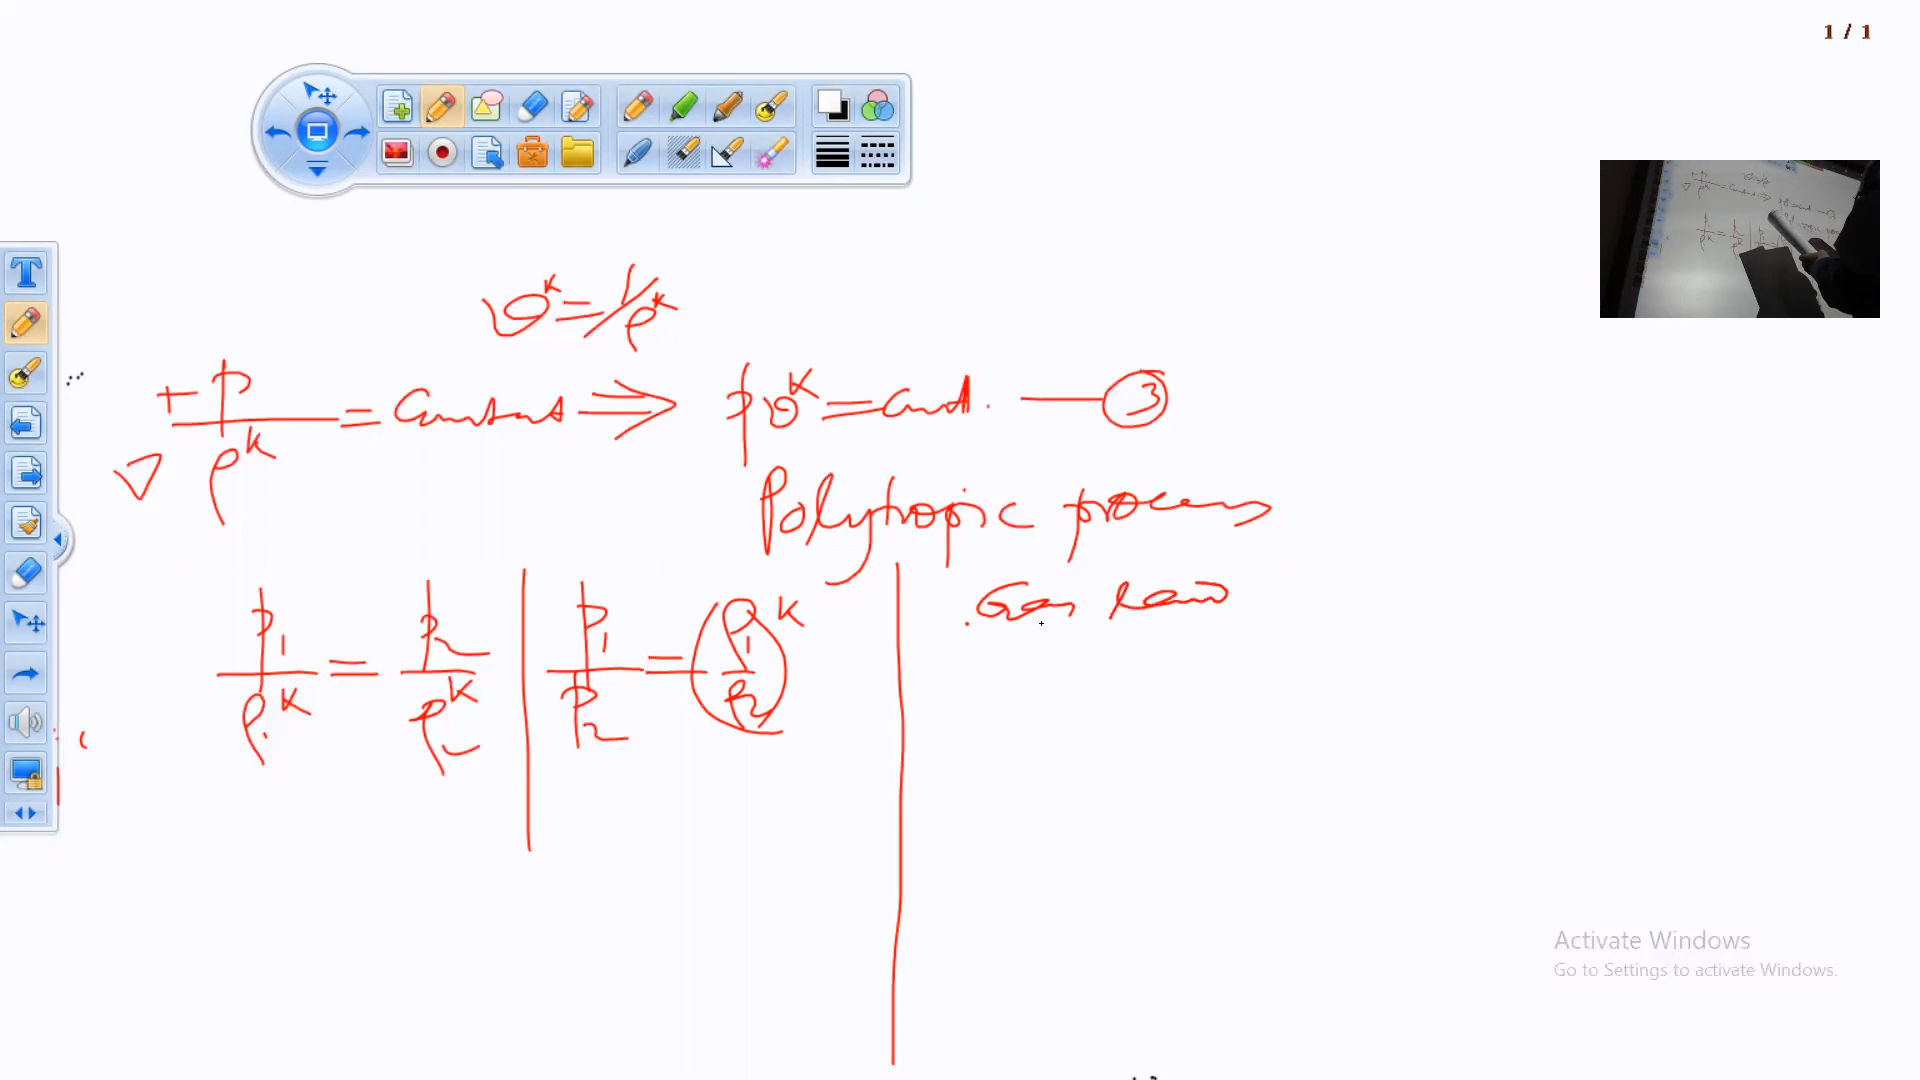 1 / 1
T
ϑ^K = 1/ρ^K
p/ρ^K = Constant ⇒ pϑ^K = const. — ③
Polytropic process
p₁/ρ₁^K = p₂/ρ₂^K | p₁/p₂ = (ρ₁/ρ₂)^K
Gas law
Activate Windows
Go to Settings to activate Windows.